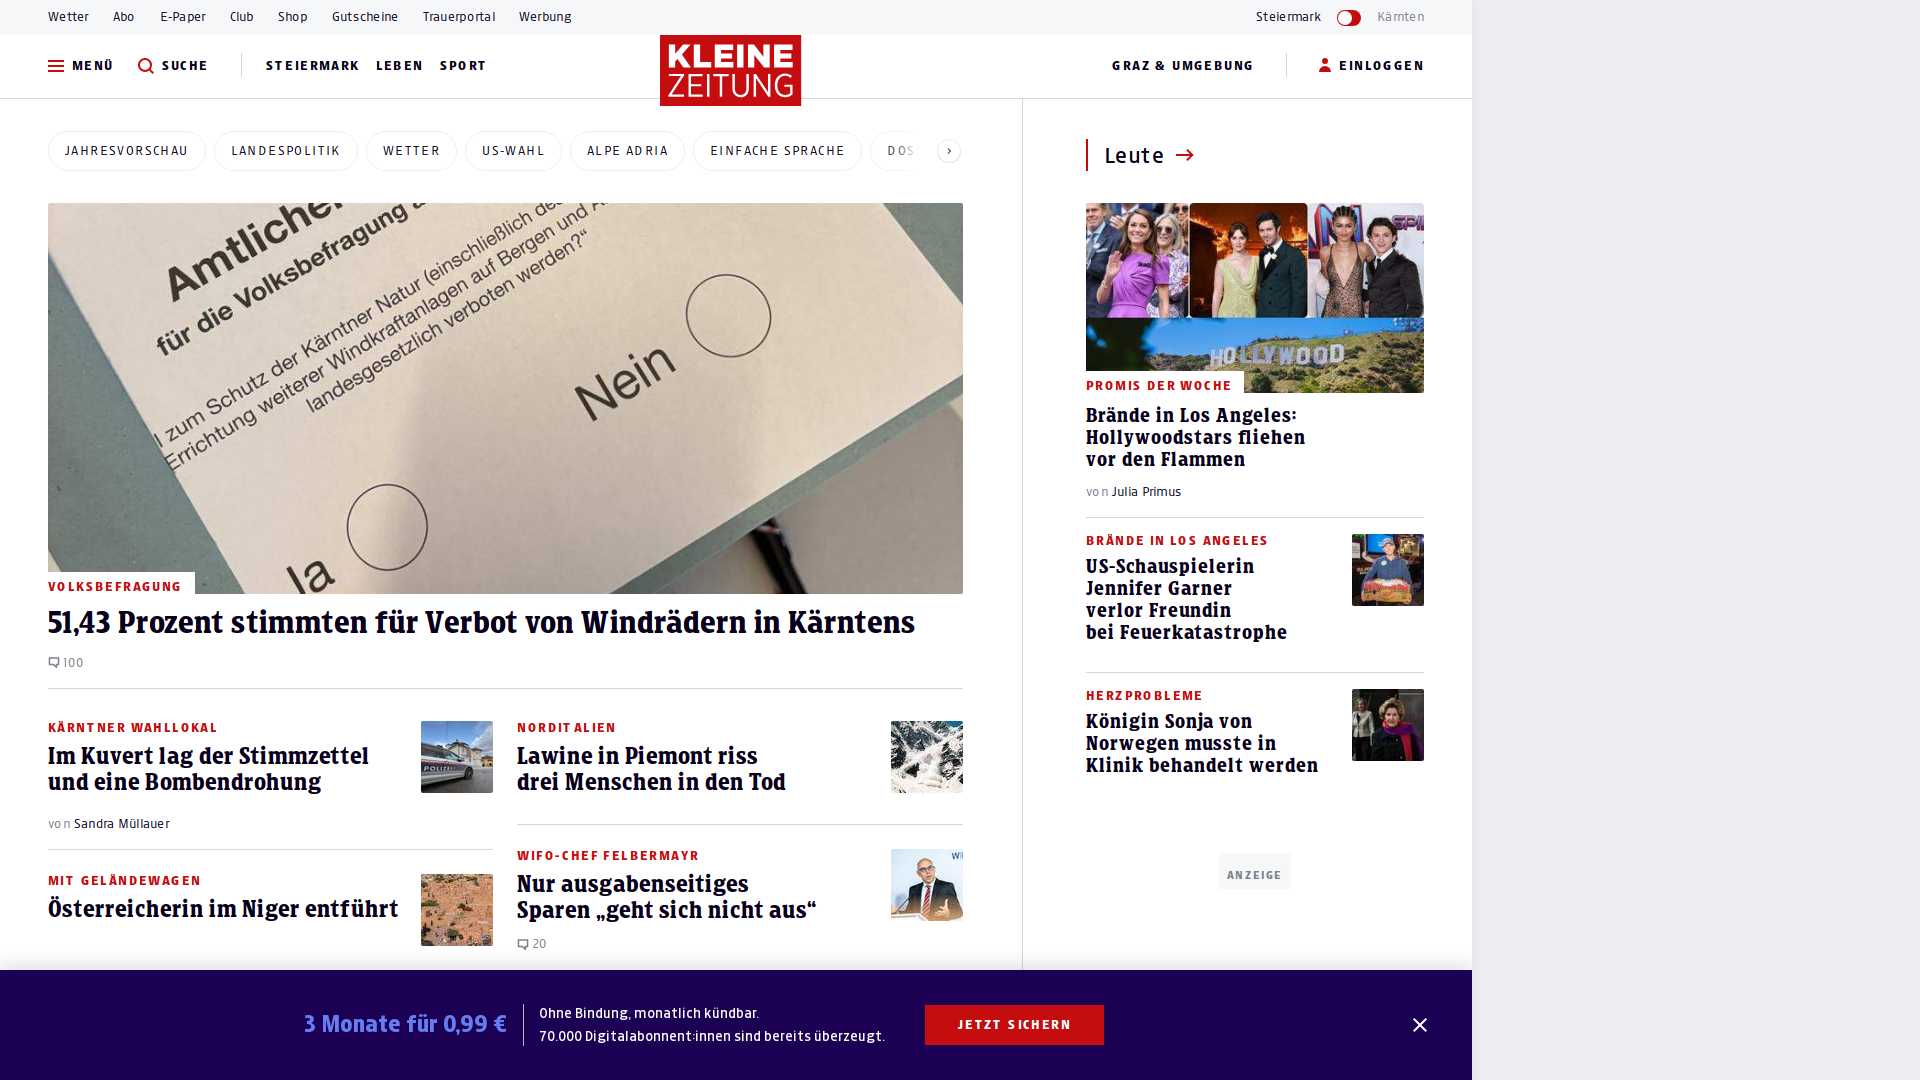 Wetter Abo E-Paper Club Shop Gutscheine Trauerportal Werbung
Steiermark Kärnten
MENÜ SUCHE STEIERMARK LEBEN SPORT
KLEINE
ZEITUNG
GRAZ & UMGEBUNG EINLOGGEN
JAHRESVORSCHAU LANDESPOLITIK WETTER US-WAHL ALPE ADRIA EINFACHE SPRACHE DOS
Amtlicher
für die Volksbefragung
l zum Schutz der Kärntner Natur (einschließlich des
Errichtung weiterer Windkraftanlagen auf Bergen und
landesgesetzlich verboten werden?“
Nein
Ja
VOLKSBEFRAGUNG
51,43 Prozent stimmten für Verbot von Windrädern in Kärntens
100
KÄRNTNER WAHLLOKAL
Im Kuvert lag der Stimmzettel
und eine Bombendrohung
von Sandra Müllauer
POLIZEI
MIT GELÄNDEWAGEN
Österreicherin im Niger entführt
NORDITALIEN
Lawine in Piemont riss
drei Menschen in den Tod
WIFO-CHEF FELBERMAYR
Nur ausgabenseitiges
Sparen „geht sich nicht aus“
20
Leute
HOLLYWOOD
PROMIS DER WOCHE
Brände in Los Angeles:
Hollywoodstars fliehen
vor den Flammen
von Julia Primus
BRÄNDE IN LOS ANGELES
US-Schauspielerin
Jennifer Garner
verlor Freundin
bei Feuerkatastrophe
HERZPROBLEME
Königin Sonja von
Norwegen musste in
Klinik behandelt werden
ANZEIGE
3 Monate für 0,99 €
Ohne Bindung, monatlich kündbar.
70.000 Digitalabonnent:innen sind bereits überzeugt.
JETZT SICHERN